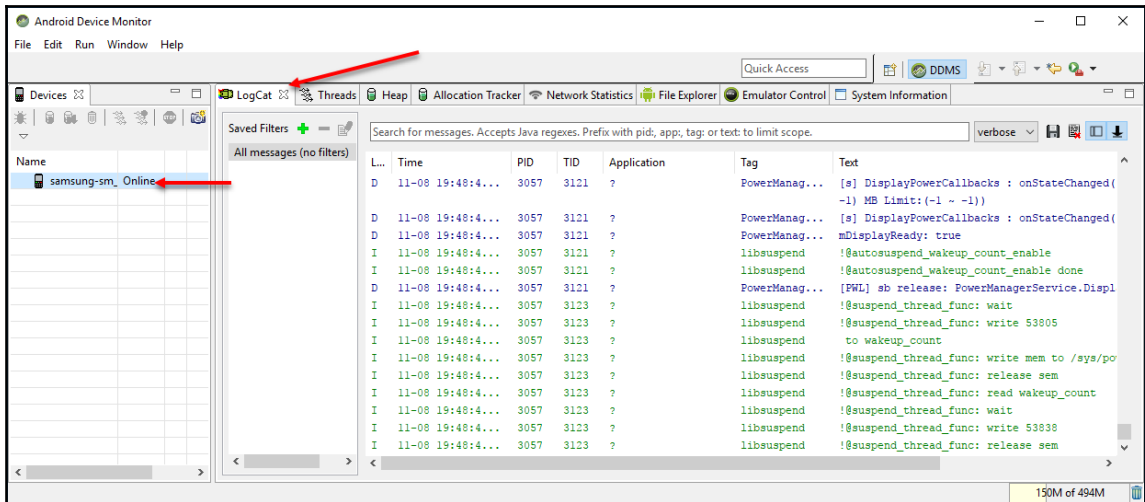 Android Device Monitor
File Edit Run Window Help
Quick Access
DDMS
Devices
LogCat Threads Heap Allocation Tracker Network Statistics File Explorer Emulator Control System Information
Saved Filters
Search for messages. Accepts Java regexes. Prefix with pid:, app:, tag: or text: to limit scope.
verbose
All messages (no filters)
Name
samsung-sm_ Online
L... Time PID TID Application Tag Text
D 11-08 19:48:4... 3057 3121 ? PowerManag... [s] DisplayPowerCallbacks : onStateChanged(
-1) MB Limit:(-1 ~ -1))
D 11-08 19:48:4... 3057 3121 ? PowerManag... [s] DisplayPowerCallbacks : onStateChanged(
D 11-08 19:48:4... 3057 3121 ? PowerManag... mDisplayReady: true
I 11-08 19:48:4... 3057 3121 ? libsuspend !@autosuspend_wakeup_count_enable
I 11-08 19:48:4... 3057 3121 ? libsuspend !@autosuspend_wakeup_count_enable done
D 11-08 19:48:4... 3057 3121 ? PowerManag... [PWL] sb release: PowerManagerService.Displ
I 11-08 19:48:4... 3057 3123 ? libsuspend !@suspend_thread_func: wait
I 11-08 19:48:4... 3057 3123 ? libsuspend !@suspend_thread_func: write 53805
I 11-08 19:48:4... 3057 3123 ? libsuspend to wakeup_count
I 11-08 19:48:4... 3057 3123 ? libsuspend !@suspend_thread_func: write mem to /sys/po
I 11-08 19:48:4... 3057 3123 ? libsuspend !@suspend_thread_func: release sem
I 11-08 19:48:4... 3057 3123 ? libsuspend !@suspend_thread_func: read wakeup_count
I 11-08 19:48:4... 3057 3123 ? libsuspend !@suspend_thread_func: wait
I 11-08 19:48:4... 3057 3123 ? libsuspend !@suspend_thread_func: write 53838
I 11-08 19:48:4... 3057 3123 ? libsuspend !@suspend_thread_func: release sem
150M of 494M